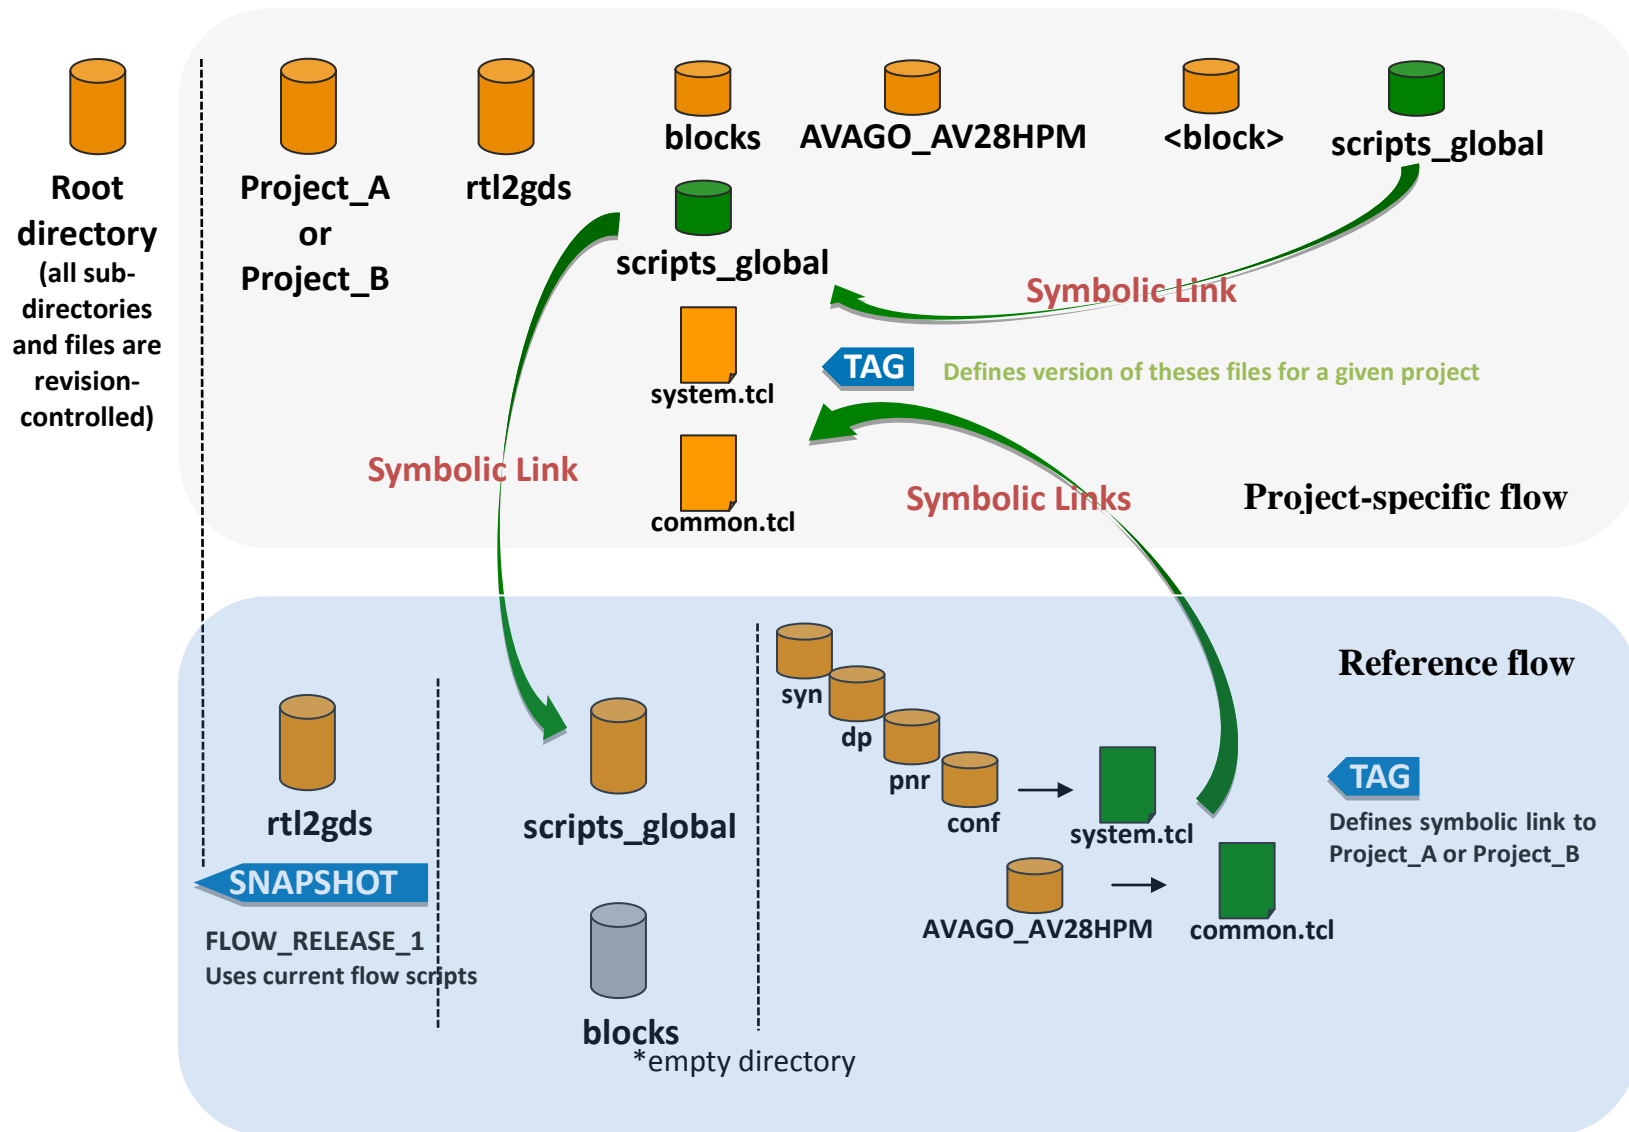 Root
directory
(all sub-
directories
and files are
revision-
controlled)
Project_A
or
Project_B
rtl2gds
blocks
AVAGO_AV28HPM
<block>
scripts_global
scripts_global
Symbolic Link
system.tcl
TAG
Defines version of theses files for a given project
Symbolic Link
common.tcl
Symbolic Links
Project-specific flow
Reference flow
rtl2gds
SNAPSHOT
FLOW_RELEASE_1
Uses current flow scripts
scripts_global
blocks
*empty directory
syn
dp
pnr
conf
system.tcl
AVAGO_AV28HPM
common.tcl
TAG
Defines symbolic link to
Project_A or Project_B